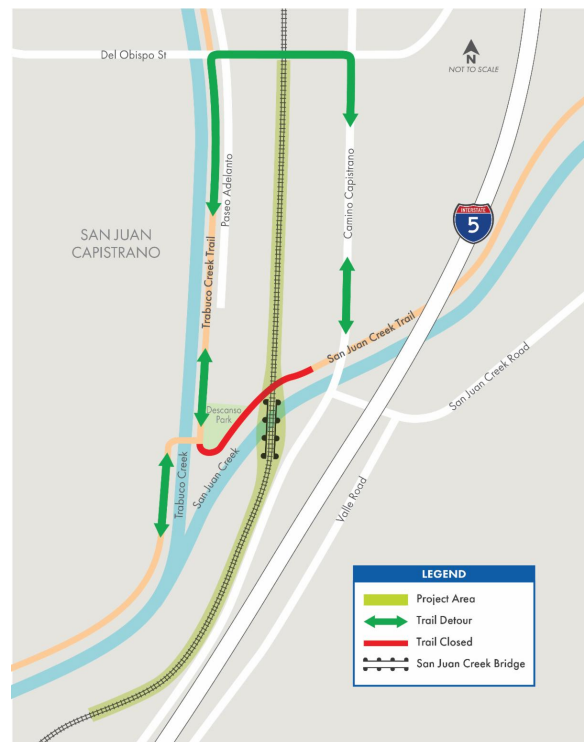 Del Obispo St
NOT TO SCALE
N
Paseo Adelanto
Camino Capistrano
INTERSTATE
5
SAN JUAN
CAPISTRANO
Trabuco Creek Trail
San Juan Creek Trail
San Juan Creek Road
Descanso
Park
San Juan Creek
Trabuco Creek
Valle Road
LEGEND
Project Area
Trail Detour
Trail Closed
San Juan Creek Bridge